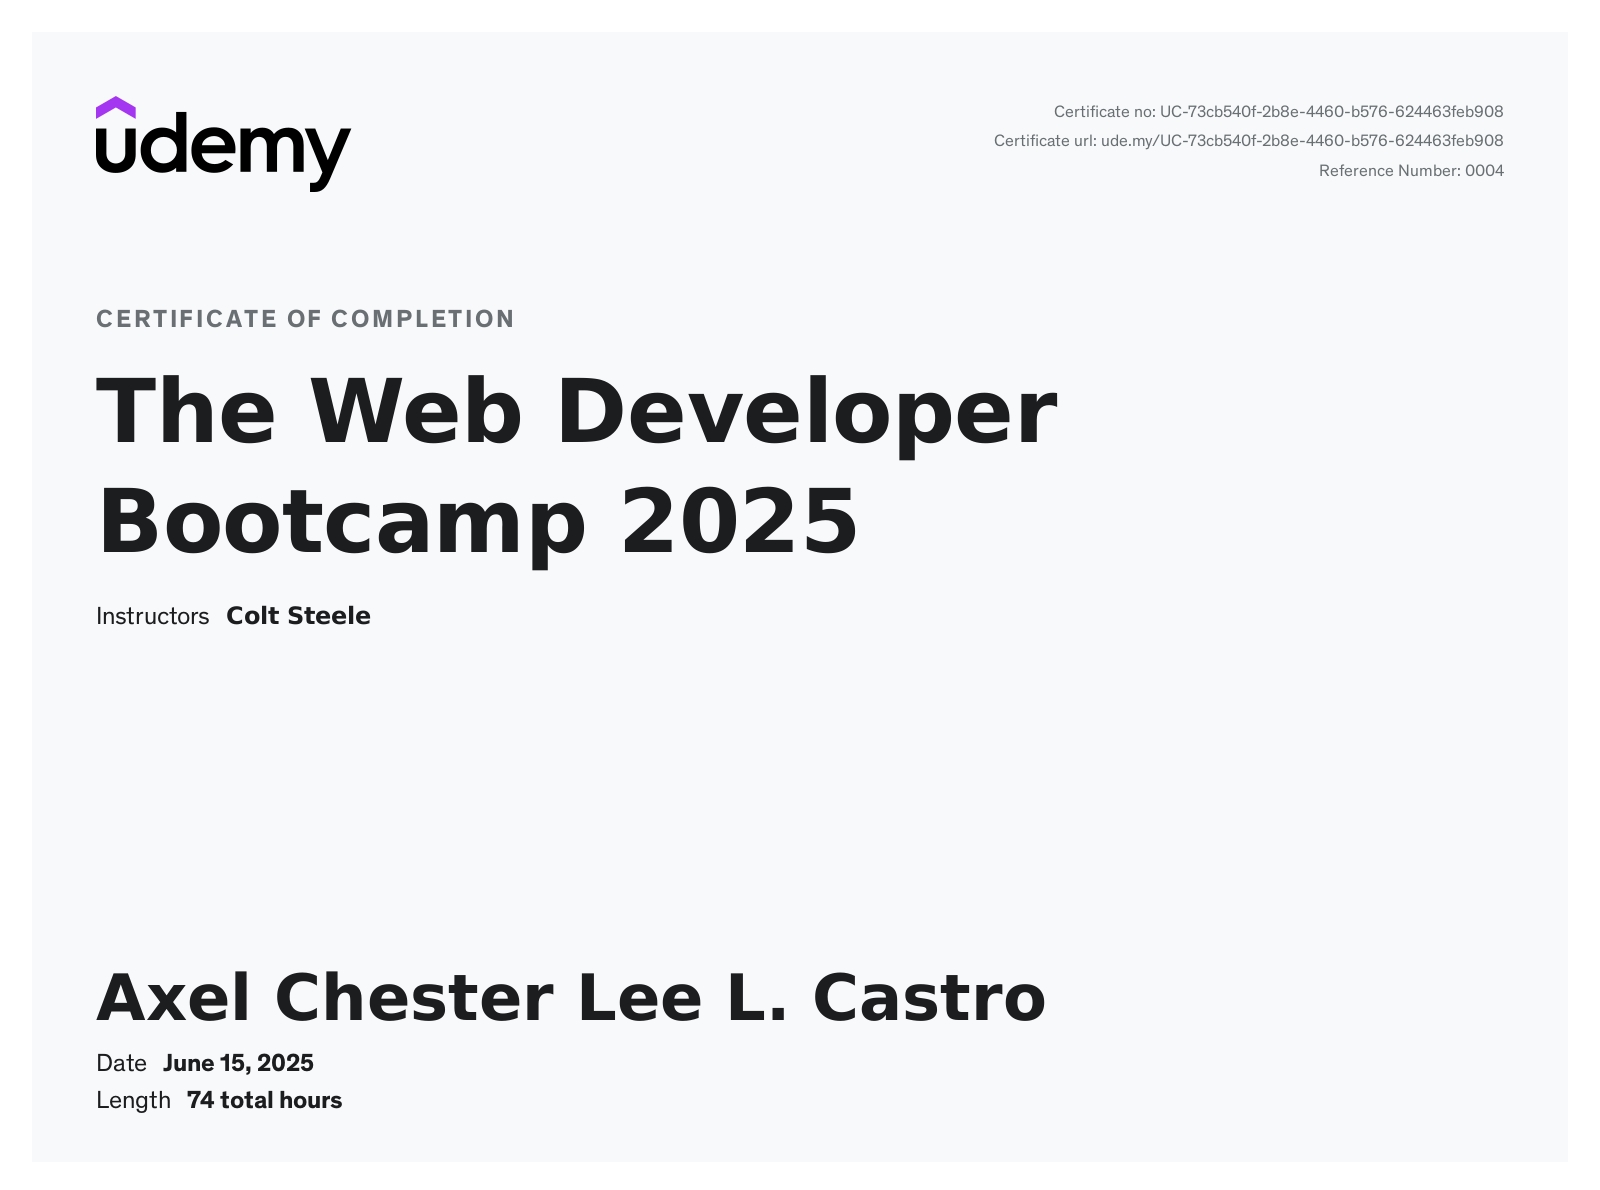 udemy
Certificate no: UC-73cb540f-2b8e-4460-b576-624463feb908
Certificate url: ude.my/UC-73cb540f-2b8e-4460-b576-624463feb908
Reference Number: 0004
CERTIFICATE OF COMPLETION
The Web Developer
Bootcamp 2025
Instructors Colt Steele
Axel Chester Lee L. Castro
Date June 15, 2025
Length 74 total hours